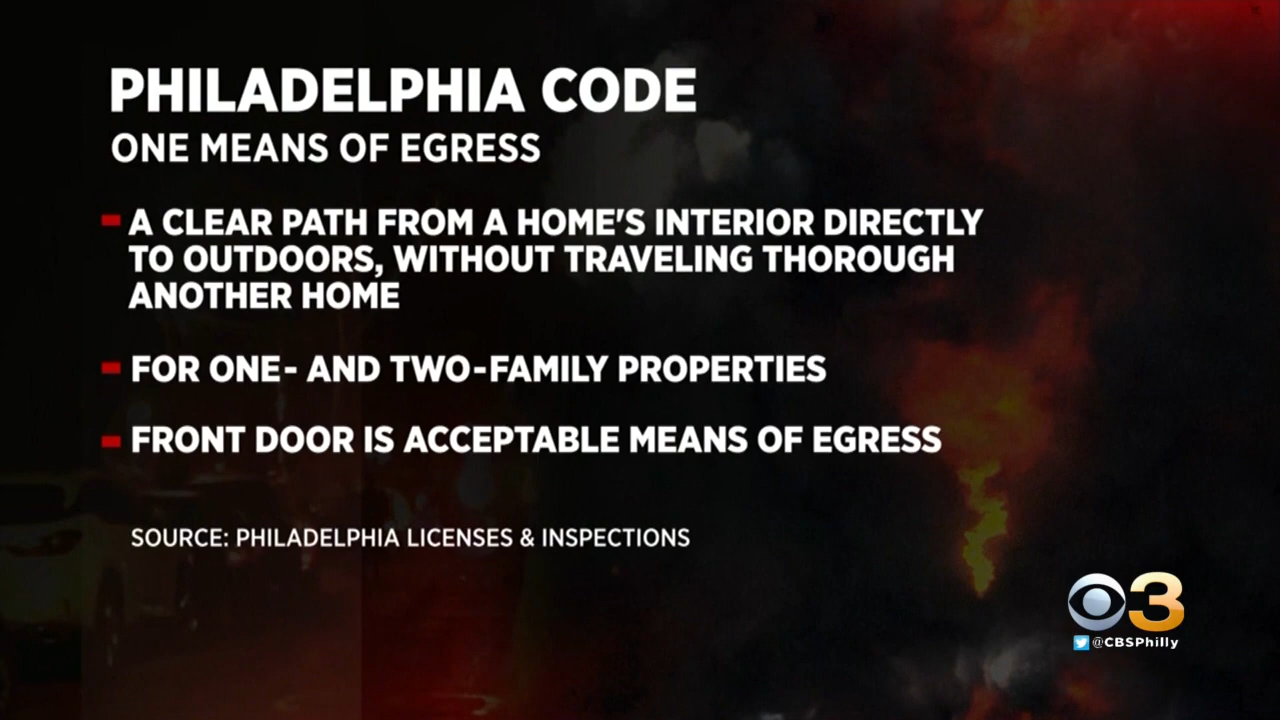 PHILADELPHIA CODE
ONE MEANS OF EGRESS
A CLEAR PATH FROM A HOME'S INTERIOR DIRECTLY
TO OUTDOORS, WITHOUT TRAVELING THOROUGH
ANOTHER HOME
FOR ONE- AND TWO-FAMILY PROPERTIES
FRONT DOOR IS ACCEPTABLE MEANS OF EGRESS
SOURCE: PHILADELPHIA LICENSES & INSPECTIONS
3
@CBSPhilly